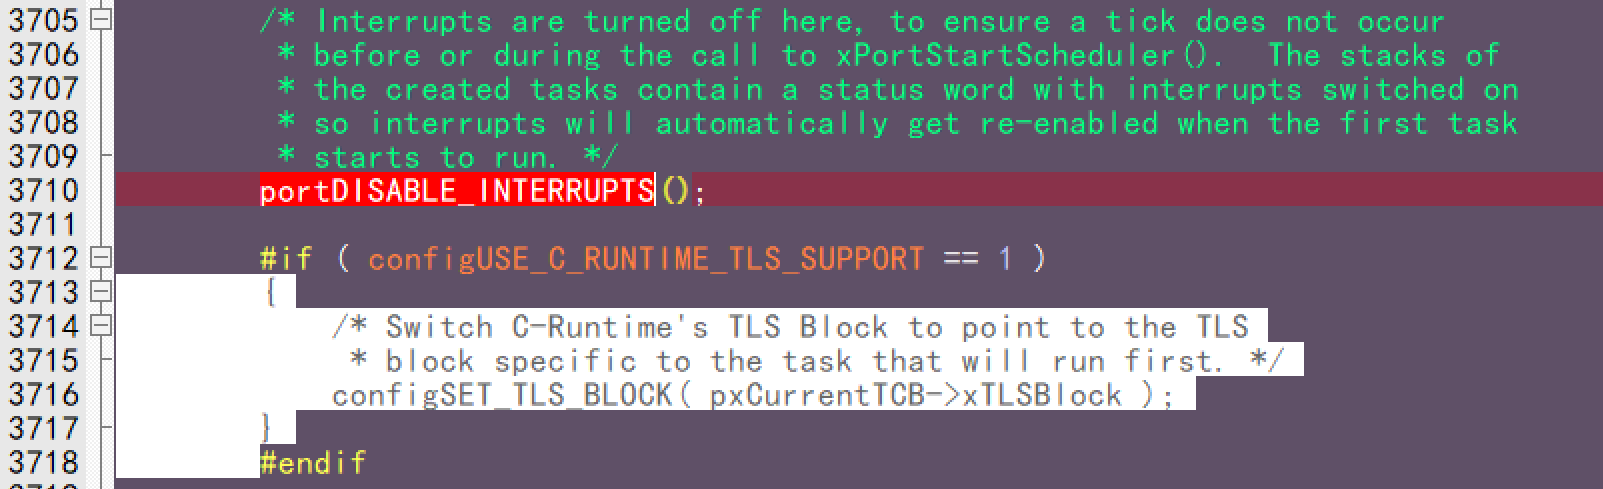 3705 /* Interrupts are turned off here, to ensure a tick does not occur
3706 * before or during the call to xPortStartScheduler().  The stacks of
3707 * the created tasks contain a status word with interrupts switched on
3708 * so interrupts will automatically get re-enabled when the first task
3709 * starts to run. */
3710 portDISABLE_INTERRUPTS();
3711
3712 #if ( configUSE_C_RUNTIME_TLS_SUPPORT == 1 )
3713 {
3714 /* Switch C-Runtime's TLS Block to point to the TLS
3715 * block specific to the task that will run first. */
3716 configSET_TLS_BLOCK( pxCurrentTCB->xTLSBlock );
3717 }
3718 #endif